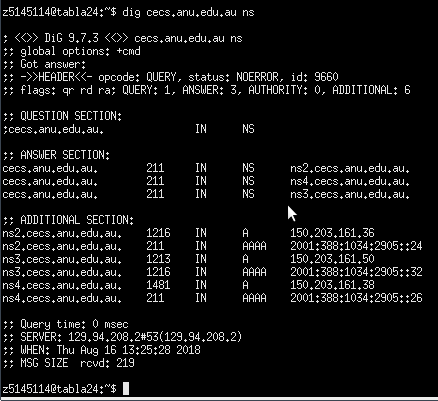 z5145114@tabla24:~$ dig cecs.anu.edu.au ns
; <<>> DiG 9.7.3 <<>> cecs.anu.edu.au ns
;; global options: +cmd
;; Got answer:
;; ->>HEADER<<- opcode: QUERY, status: NOERROR, id: 9660
;; flags: qr rd ra; QUERY: 1, ANSWER: 3, AUTHORITY: 0, ADDITIONAL: 6
;; QUESTION SECTION:
;cecs.anu.edu.au. IN NS
;; ANSWER SECTION:
cecs.anu.edu.au. 211 IN NS ns2.cecs.anu.edu.au.
cecs.anu.edu.au. 211 IN NS ns4.cecs.anu.edu.au.
cecs.anu.edu.au. 211 IN NS ns3.cecs.anu.edu.au.
;; ADDITIONAL SECTION:
ns2.cecs.anu.edu.au. 1216 IN A 150.203.161.36
ns2.cecs.anu.edu.au. 211 IN AAAA 2001:388:1034:2905::24
ns3.cecs.anu.edu.au. 1213 IN A 150.203.161.50
ns3.cecs.anu.edu.au. 1216 IN AAAA 2001:388:1034:2905::32
ns4.cecs.anu.edu.au. 1481 IN A 150.203.161.38
ns4.cecs.anu.edu.au. 211 IN AAAA 2001:388:1034:2905::26
;; Query time: 0 msec
;; SERVER: 129.94.208.2#53(129.94.208.2)
;; WHEN: Thu Aug 16 13:25:28 2018
;; MSG SIZE rcvd: 219
z5145114@tabla24:~$